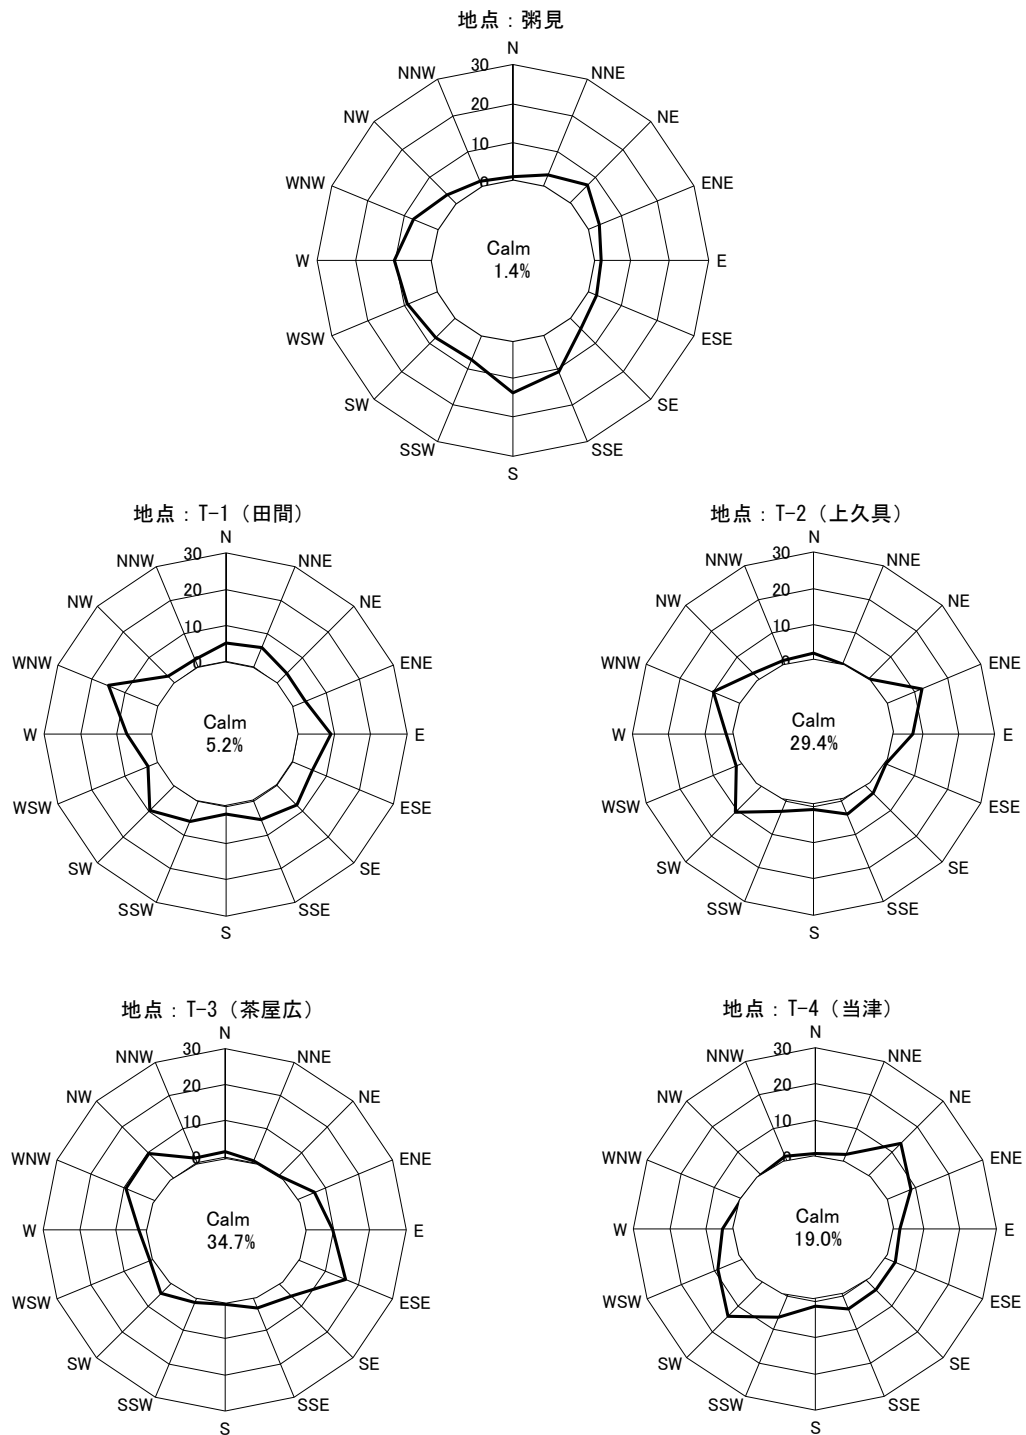 地点：粥見
N
30
NNW
NNE
20
NW
NE
10
WNW
0
ENE
Calm
1.4%
W
E
WSW
ESE
SW
SE
SSW
SSE
S
地点：T-1（田間）
N
30
NNW
NNE
20
NW
NE
10
WNW
0
ENE
Calm
5.2%
W
E
WSW
ESE
SW
SE
SSW
SSE
S
地点：T-2（上久具）
N
30
NNW
NNE
20
NW
NE
10
WNW
0
ENE
Calm
29.4%
W
E
WSW
ESE
SW
SE
SSW
SSE
S
地点：T-3（茶屋広）
N
30
NNW
NNE
20
NW
NE
10
WNW
0
ENE
Calm
34.7%
W
E
WSW
ESE
SW
SE
SSW
SSE
S
地点：T-4（当津）
N
30
NNW
NNE
20
NW
NE
10
WNW
0
ENE
Calm
19.0%
W
E
WSW
ESE
SW
SE
SSW
SSE
S